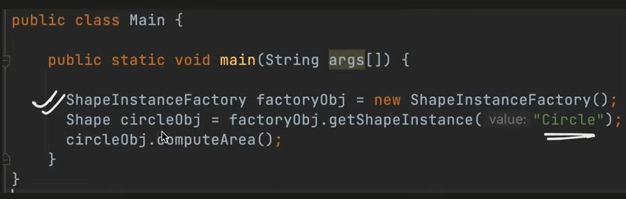 public class Main {
public static void main(String args[]) {
ShapeInstanceFactory factoryObj = new ShapeInstanceFactory();
Shape circleObj = factoryObj.getShapeInstance( value: "Circle");
circleObj.computeArea();
}
}